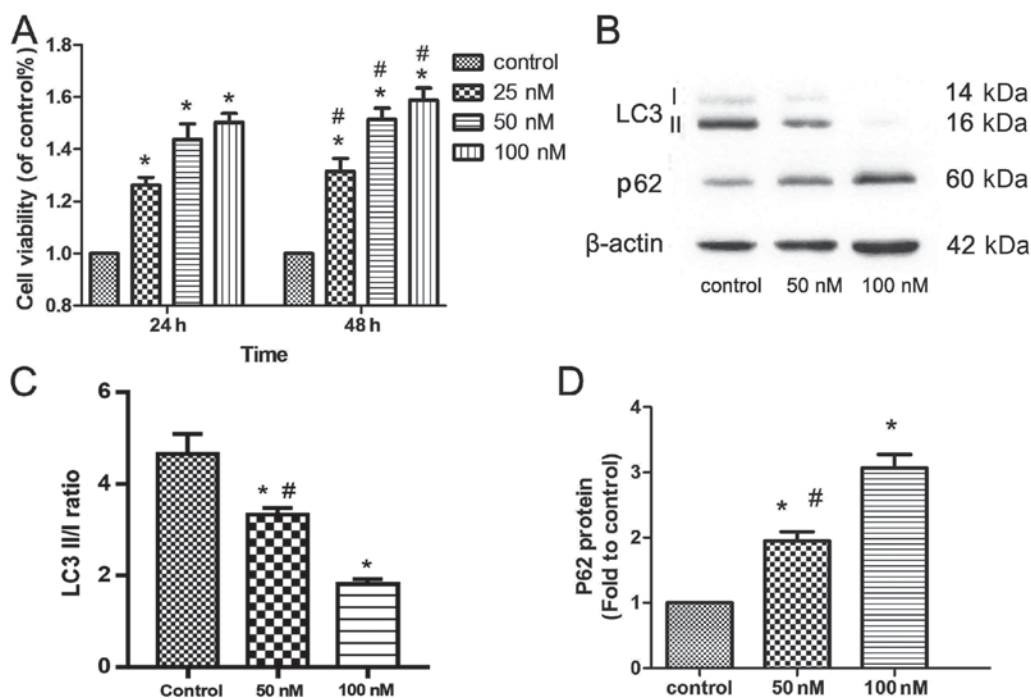 A
Cell viability (of control%)
1.8
1.6
1.4
1.2
1.0
0.8
* * *
# * # * # *
24 h 48 h
Time
control
25 nM
50 nM
100 nM
B
LC3 I 14 kDa
II 16 kDa
p62 60 kDa
β-actin 42 kDa
control 50 nM 100 nM
C
LC3 II/I ratio
6
4
2
0
* #
*
Control 50 nM 100 nM
D
P62 protein
(Fold to control)
4
3
2
1
0
* #
*
control 50 nM 100 nM